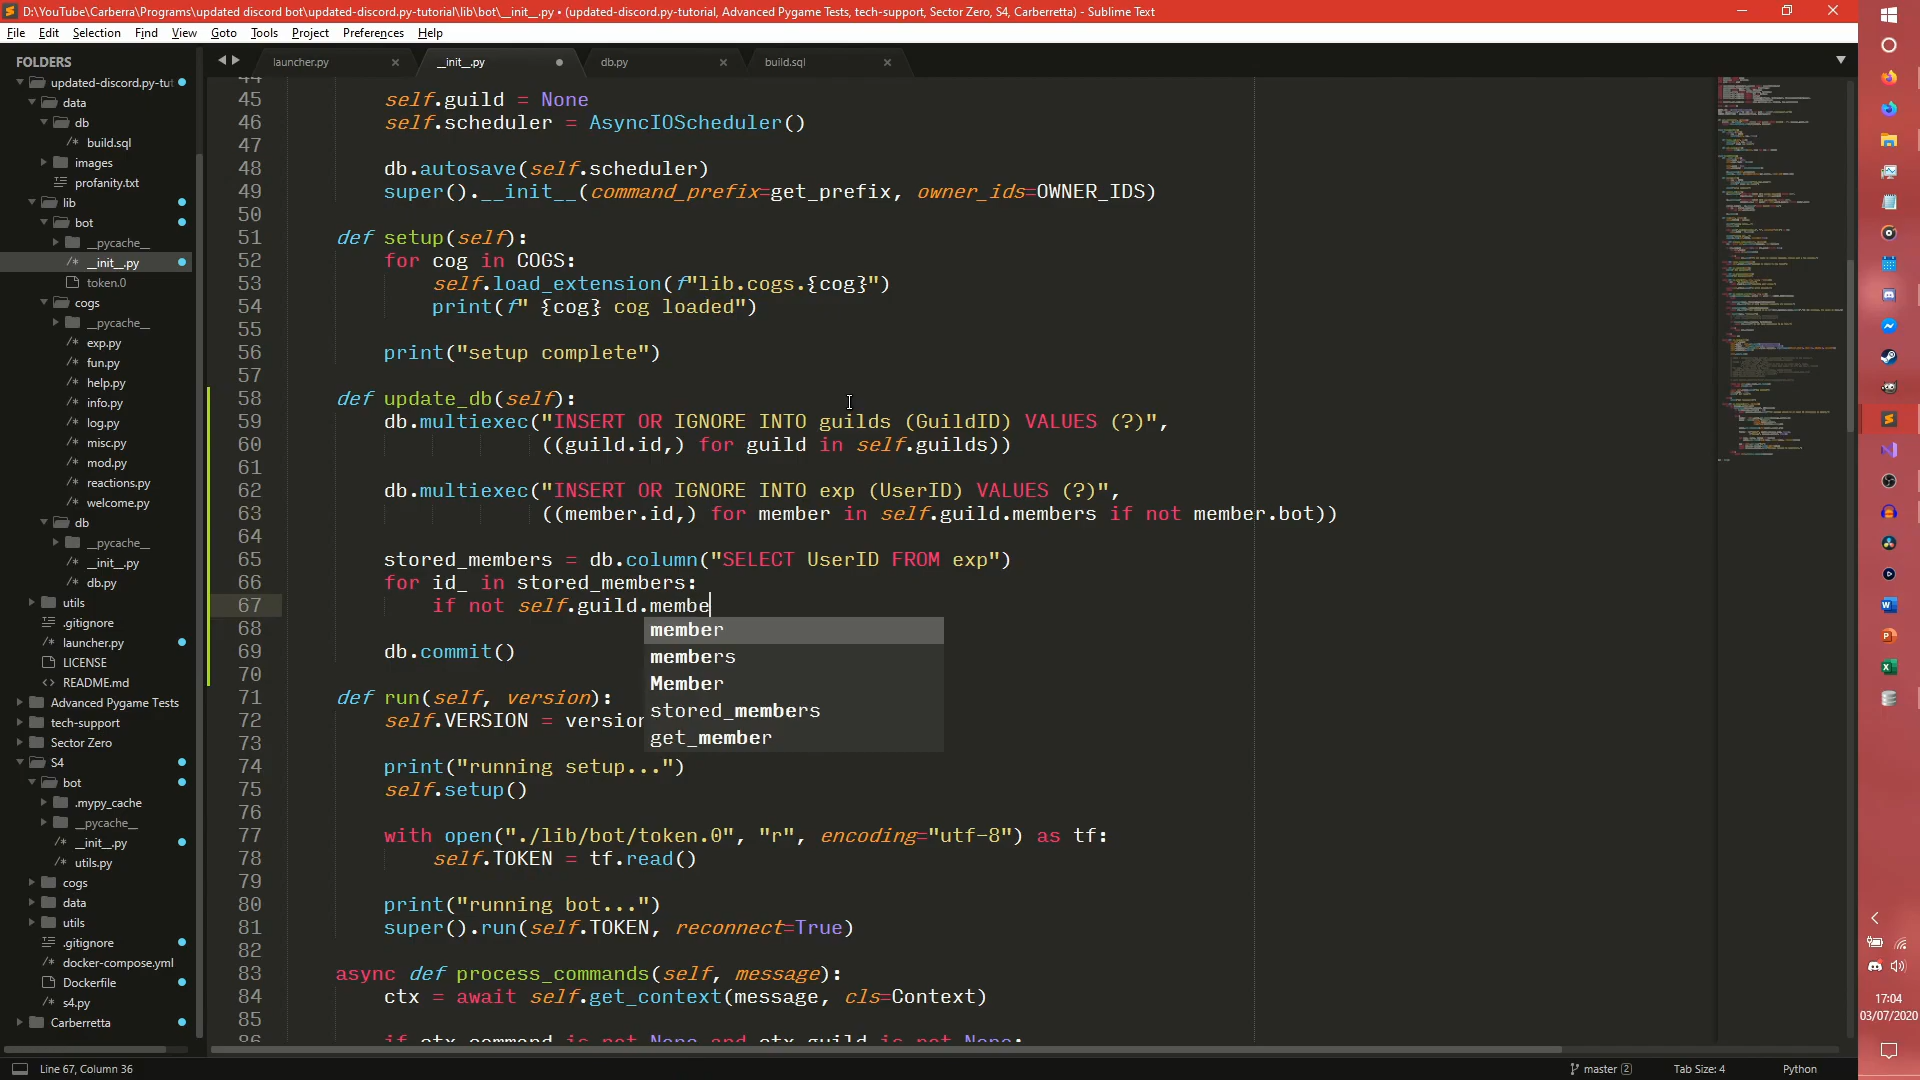 D:\YouTube\Carberra\Programs\updated discord bot\updated-discord.py-tutorial\lib\bot\__init__.py • (updated-discord.py-tutorial, Advanced Pygame Tests, tech-support, Sector Zero, S4, Carberretta) - Sublime Text
File Edit Selection Find View Goto Tools Project Preferences Help
FOLDERS
updated-discord.py-tut
data
db
build.sql
images
profanity.txt
lib
bot
__pycache__
__init__.py
token.0
cogs
__pycache__
exp.py
fun.py
help.py
info.py
log.py
misc.py
mod.py
reactions.py
welcome.py
db
__pycache__
__init__.py
db.py
utils
.gitignore
launcher.py
LICENSE
README.md
Advanced Pygame Tests
tech-support
Sector Zero
S4
bot
.mypy_cache
__pycache__
__init__.py
utils.py
cogs
data
utils
.gitignore
docker-compose.yml
Dockerfile
s4.py
Carberretta
launcher.py __init__.py db.py build.sql
44
45 self.guild = None
46 self.scheduler = AsyncIOScheduler()
47
48 db.autosave(self.scheduler)
49 super().__init__(command_prefix=get_prefix, owner_ids=OWNER_IDS)
50
51 def setup(self):
52 for cog in COGS:
53 self.load_extension(f"lib.cogs.{cog}")
54 print(f" {cog} cog loaded")
55
56 print("setup complete")
57
58 def update_db(self):
59 db.multiexec("INSERT OR IGNORE INTO guilds (GuildID) VALUES (?)",
60 ((guild.id,) for guild in self.guilds))
61
62 db.multiexec("INSERT OR IGNORE INTO exp (UserID) VALUES (?)",
63 ((member.id,) for member in self.guild.members if not member.bot))
64
65 stored_members = db.column("SELECT UserID FROM exp")
66 for id_ in stored_members:
67 if not self.guild.membe
68
69 db.commit()
70
71 def run(self, version):
72 self.VERSION = version
73
74 print("running setup...")
75 self.setup()
76
77 with open("./lib/bot/token.0", "r", encoding="utf-8") as tf:
78 self.TOKEN = tf.read()
79
80 print("running bot...")
81 super().run(self.TOKEN, reconnect=True)
82
83 async def process_commands(self, message):
84 ctx = await self.get_context(message, cls=Context)
85
86 if ctx.command is not None and ctx.guild is not None:
member
members
Member
stored_members
get_member
17:04
03/07/2020
Line 67, Column 36
master 2
Tab Size: 4
Python